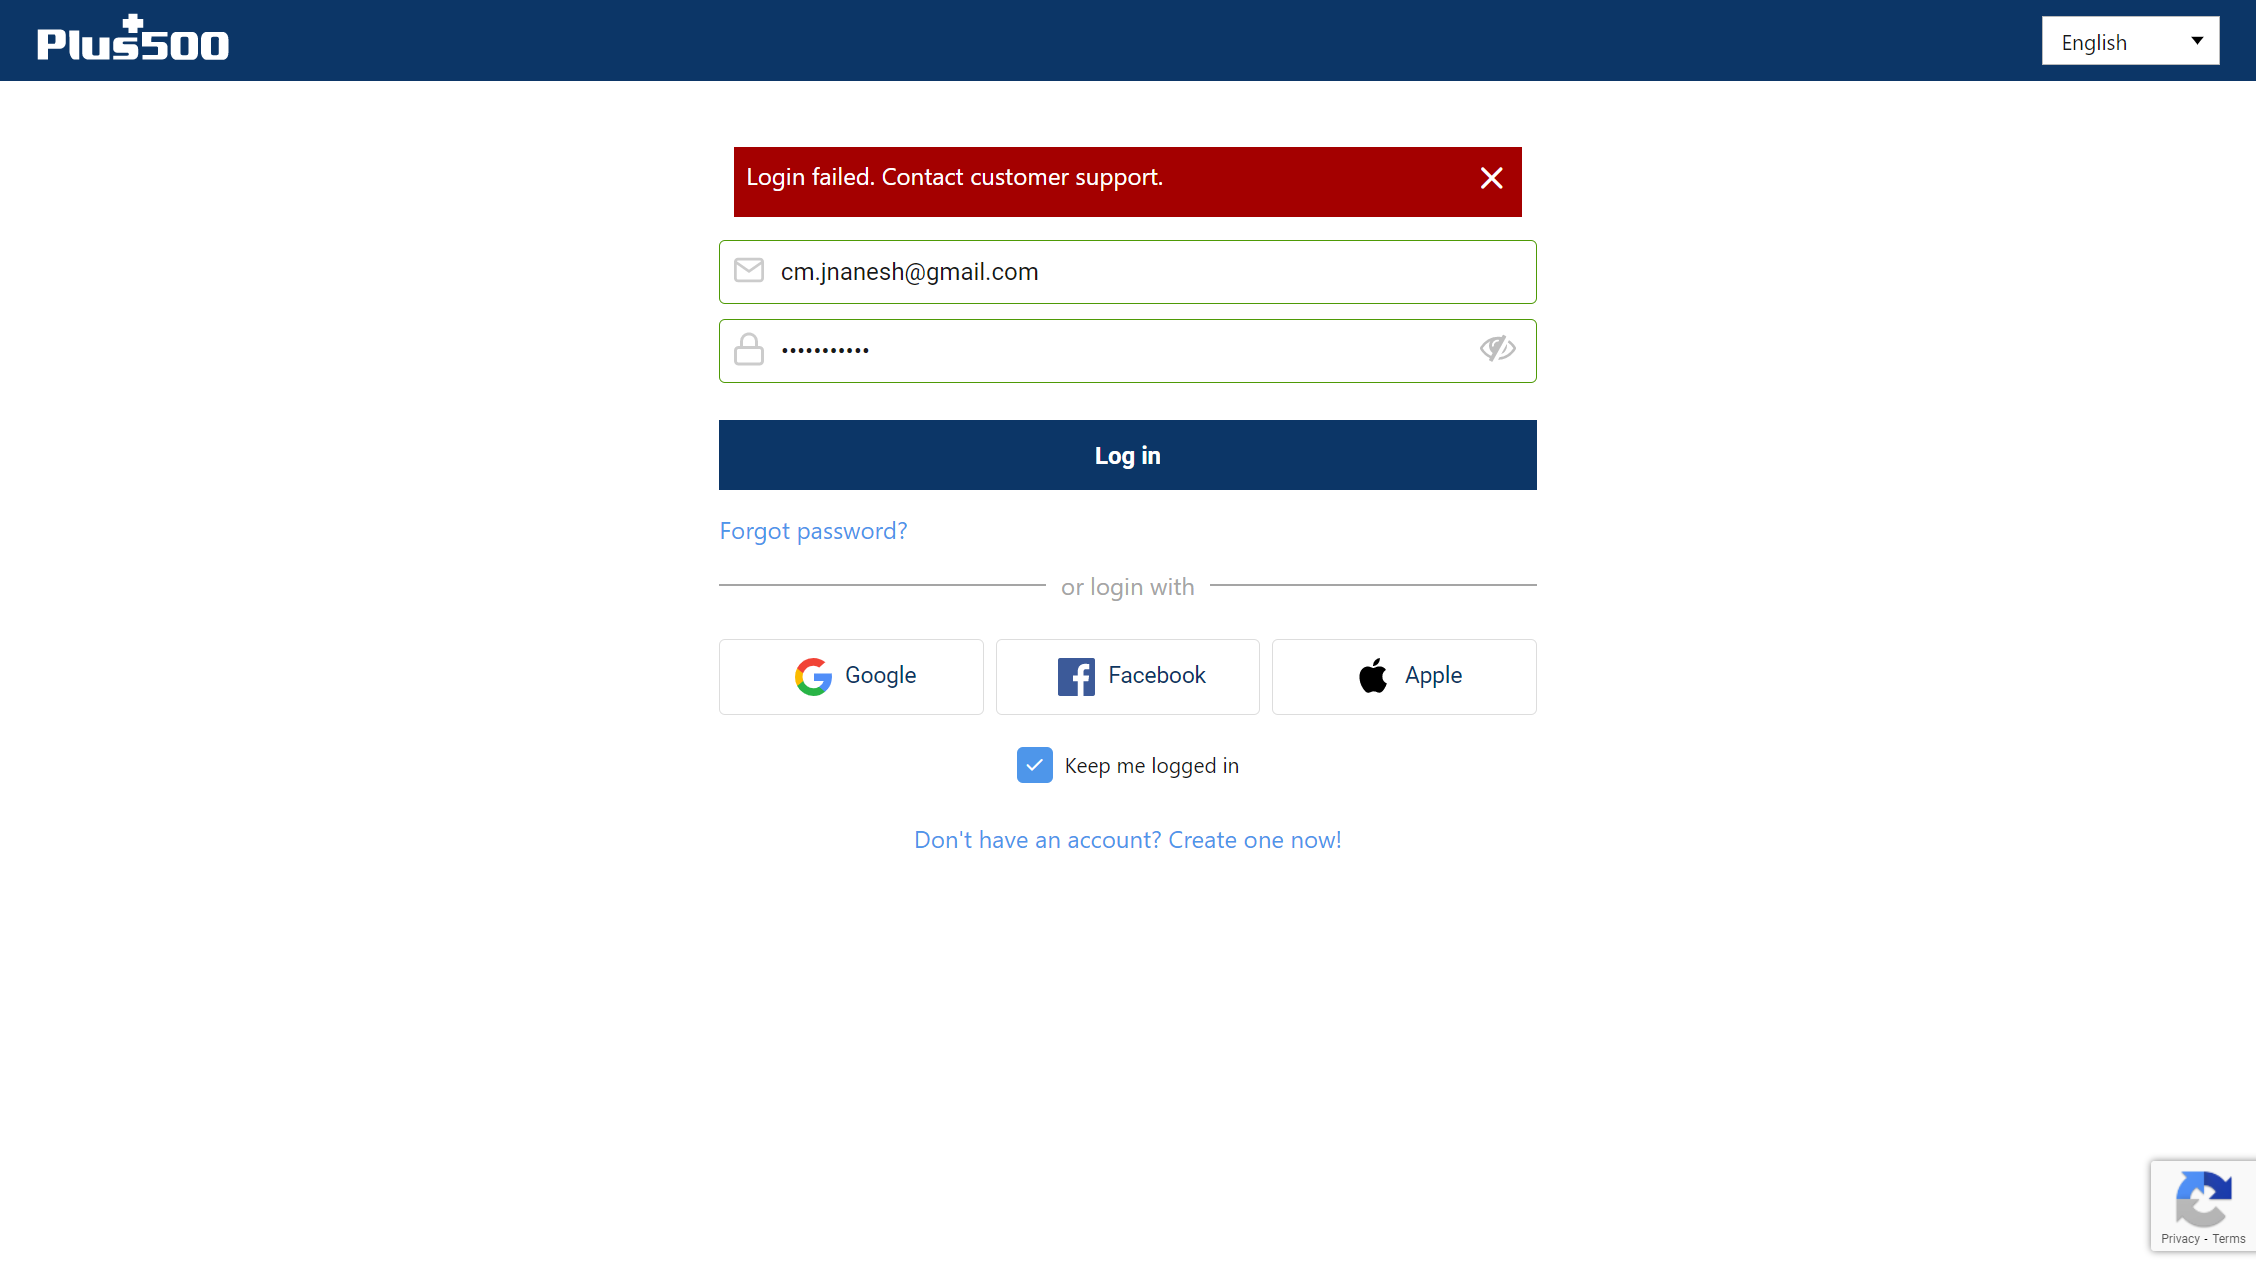 Plus500
English
Login failed. Contact customer support.
cm.jnanesh@gmail.com
•••••••••••
Log in
Forgot password?
or login with
Google
Facebook
Apple
Keep me logged in
Don't have an account? Create one now!
Privacy - Terms